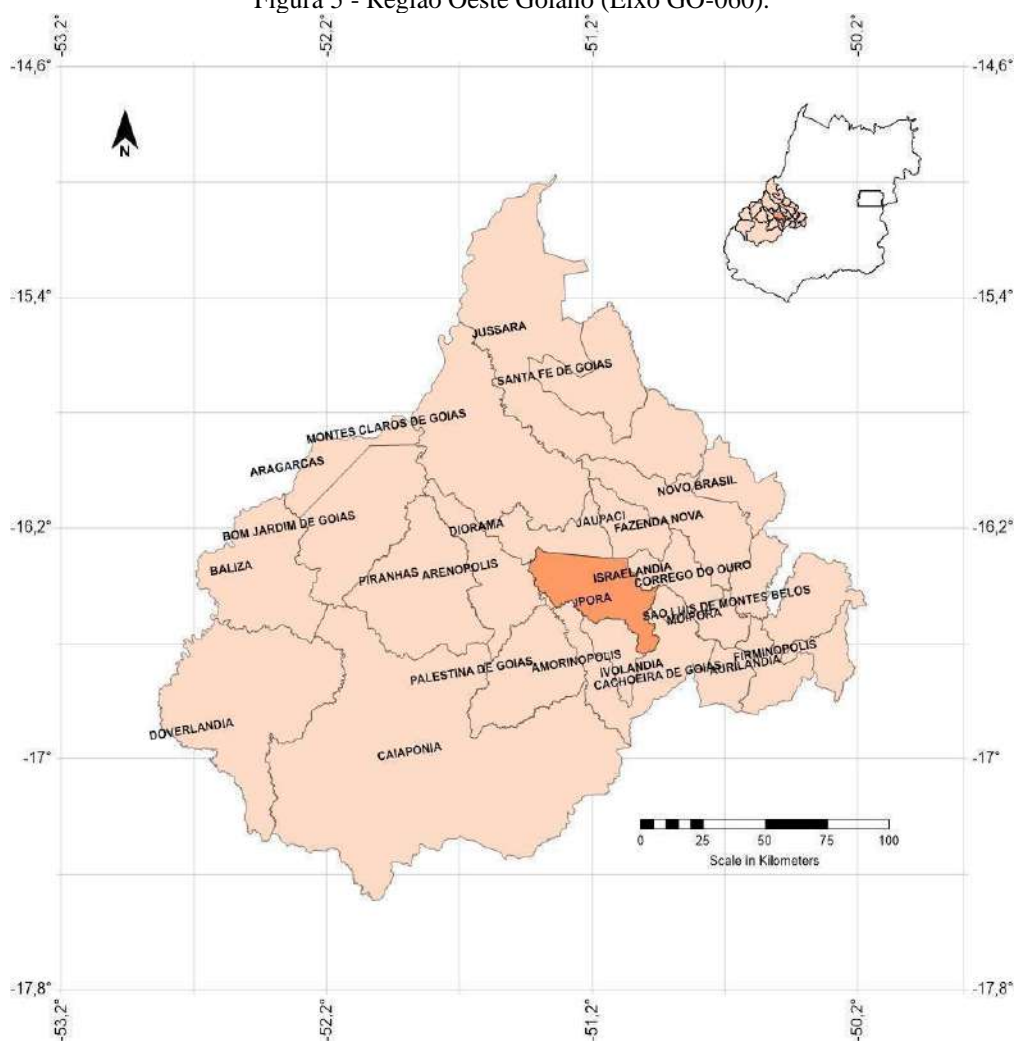 Figura 5 - Região Oeste Goiano (Eixo GO-060).
-53,2°
-52,2°
-51,2°
-50,2°
-14,6°
-14,6°
N
-15,4°
-15,4°
JUSSARA
SANTA FE DE GOIAS
MONTES CLAROS DE GOIAS
ARAGARCAS
NOVO BRASIL
-16,2°
-16,2°
BOM JARDIM DE GOIAS
DIORAMA
JAUPACI
FAZENDA NOVA
BALIZA
PIRANHAS
ARENOPOLIS
ISRAELANDIA
CORREGO DO OURO
IPORA
SAO LUIS DE MONTES BELOS
MOIPORA
PALESTINA DE GOIAS
AMORINOPOLIS
IVOLANDIA
CACHOEIRA DE GOIAS
AURILANDIA
FIRMINOPOLIS
DOVERLANDIA
CAIAPONIA
-17°
-17°
0 25 50 75 100
Scale in Kilometers
-17,8°
-17,8°
-53,2°
-52,2°
-51,2°
-50,2°